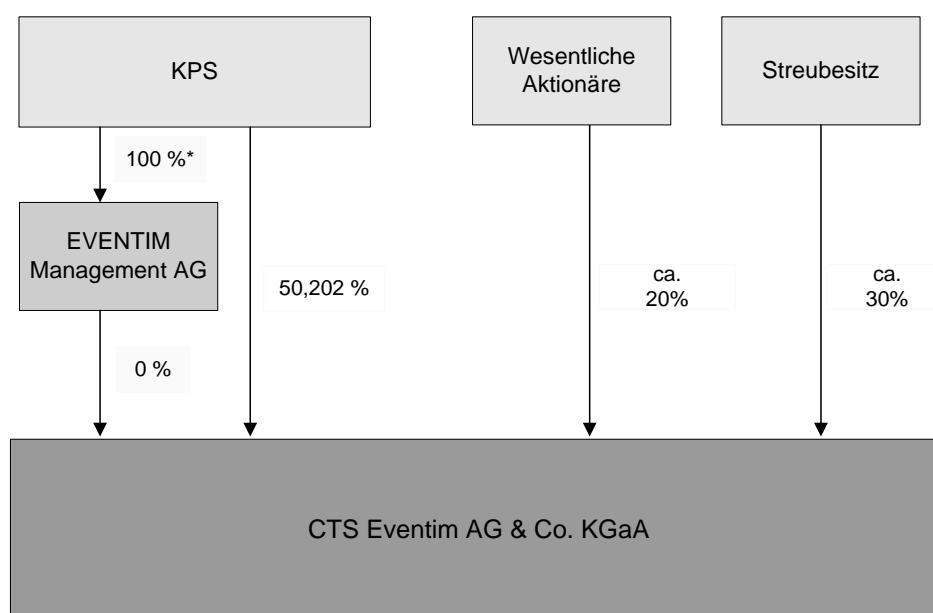 KPS
Wesentliche
Aktionäre
Streubesitz
100 %*
EVENTIM
Management AG
50,202 %
ca.
20%
ca.
30%
0 %
CTS Eventim AG & Co. KGaA